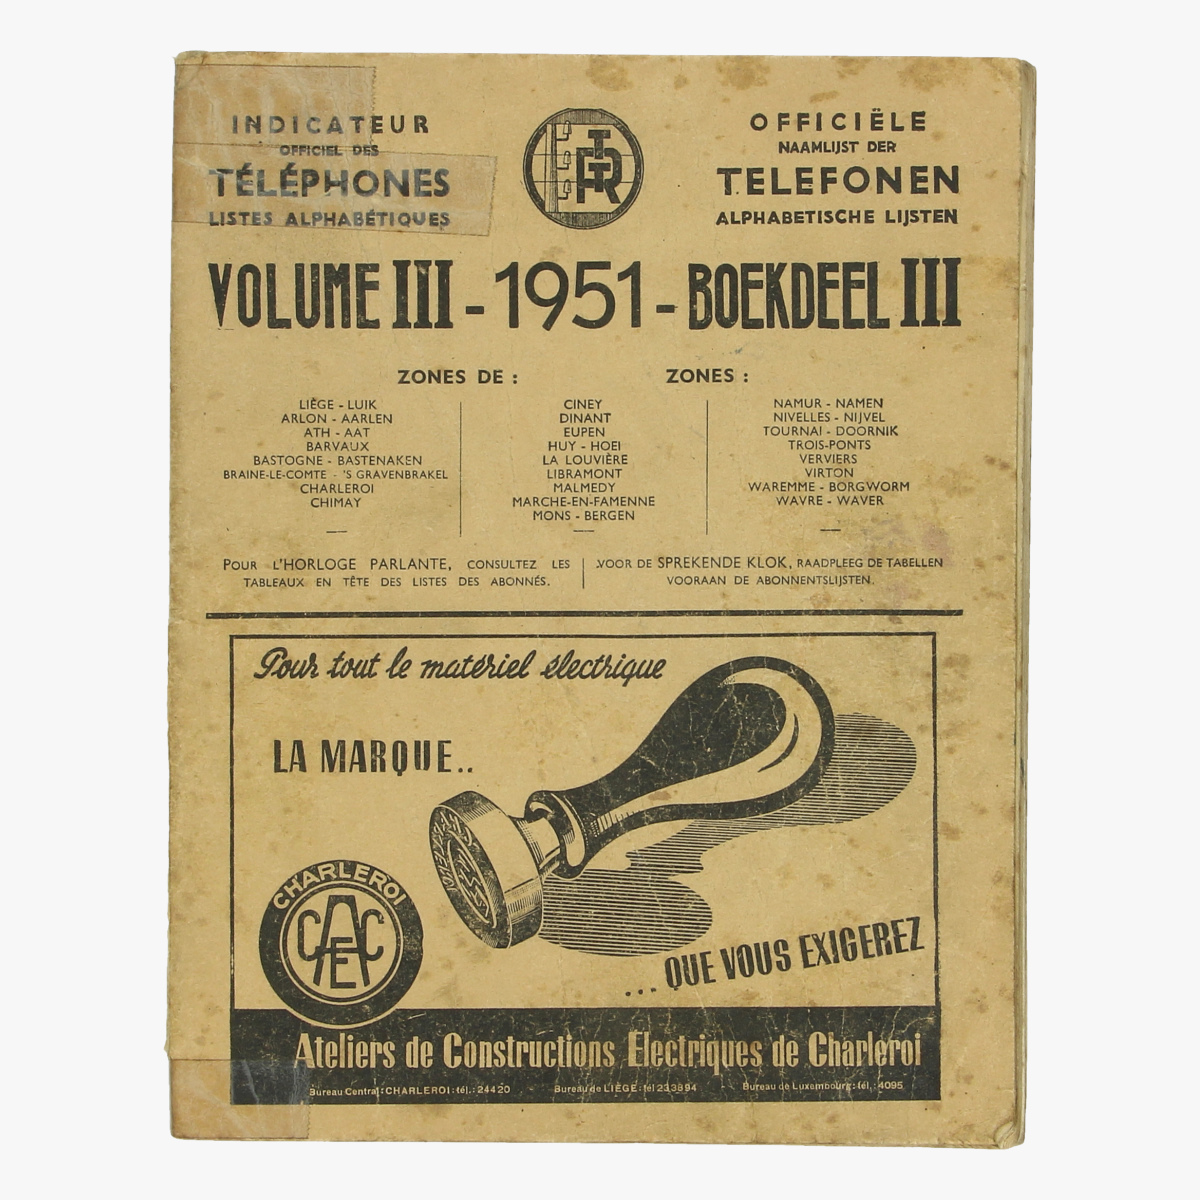 INDICATEUR
OFFICIEL DES
TÉLÉPHONES
LISTES ALPHABÉTIQUES
RTT
OFFICIËLE
NAAMLIJST DER
TELEFONEN
ALPHABETISCHE LIJSTEN
VOLUME III - 1951 - BOEKDEEL III
ZONES DE :
ZONES :
LIÈGE - LUIK
ARLON - AARLEN
ATH - AAT
BARVAUX
BASTOGNE - BASTENAKEN
BRAINE-LE-COMTE - 'S GRAVENBRAKEL
CHARLEROI
CHIMAY
CINEY
DINANT
EUPEN
HUY - HOEI
LA LOUVIÈRE
LIBRAMONT
MALMEDY
MARCHE-EN-FAMENNE
MONS - BERGEN
NAMUR - NAMEN
NIVELLES - NIJVEL
TOURNAI - DOORNIK
TROIS-PONTS
VERVIERS
VIRTON
WAREMME - BORGWORM
WAVRE - WAVER
POUR L'HORLOGE PARLANTE, CONSULTEZ LES
TABLEAUX EN TÊTE DES LISTES DES ABONNÉS.
VOOR DE SPREKENDE KLOK, RAADPLEEG DE TABELLEN
VOORAAN DE ABONNENTSLIJSTEN.
Pour tout le matériel électrique
LA MARQUE..
CHARLEROI
ACEC
...QUE VOUS EXIGEREZ
Ateliers de Constructions Electriques de Charleroi
Bureau Central: CHARLEROI: tél.: 24420 - Bureau de LIÈGE: tél 233894 Bureau de Luxembourg: tél.: 4095